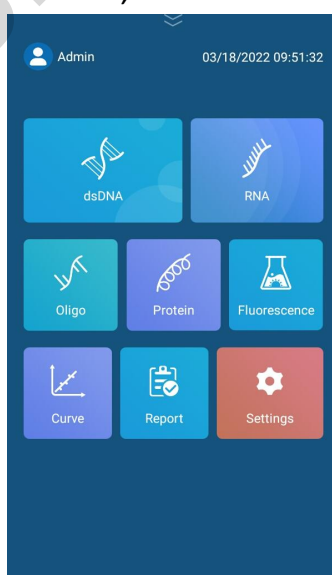 Admin 03/18/2022 09:51:32
dsDNA RNA
Oligo Protein Fluorescence
Curve Report Settings